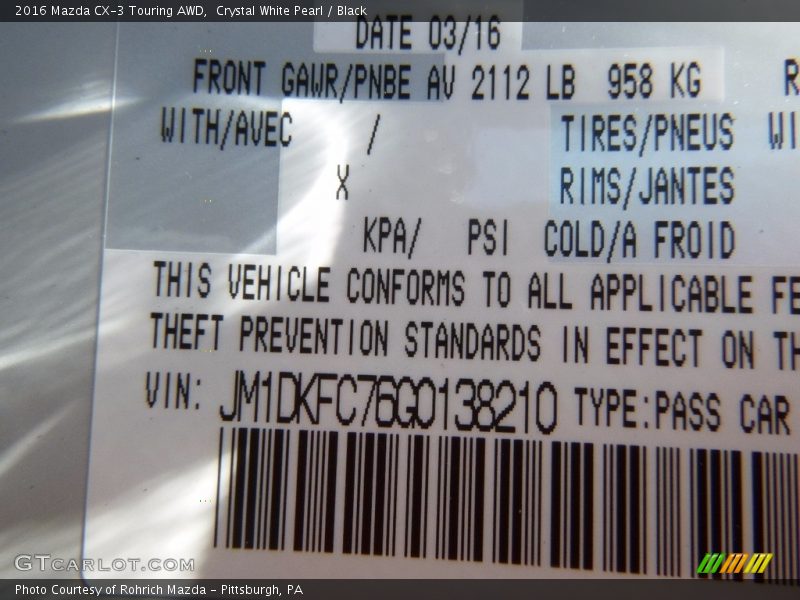 2016 Mazda CX-3 Touring AWD,  Crystal White Pearl / Black
DATE 03/16
FRONT GAWR/PNBE AV 2112 LB  958 KG  R
WITH/AVEC  /  TIRES/PNEUS  WI
X  RIMS/JANTES
KPA/  PSI  COLD/A FROID
THIS VEHICLE CONFORMS TO ALL APPLICABLE FE
THEFT PREVENTION STANDARDS IN EFFECT ON TH
VIN: JM1DKFC76G0138210 TYPE:PASS CAR
GTCARLOT.COM
Photo Courtesy of Rohrich Mazda - Pittsburgh, PA